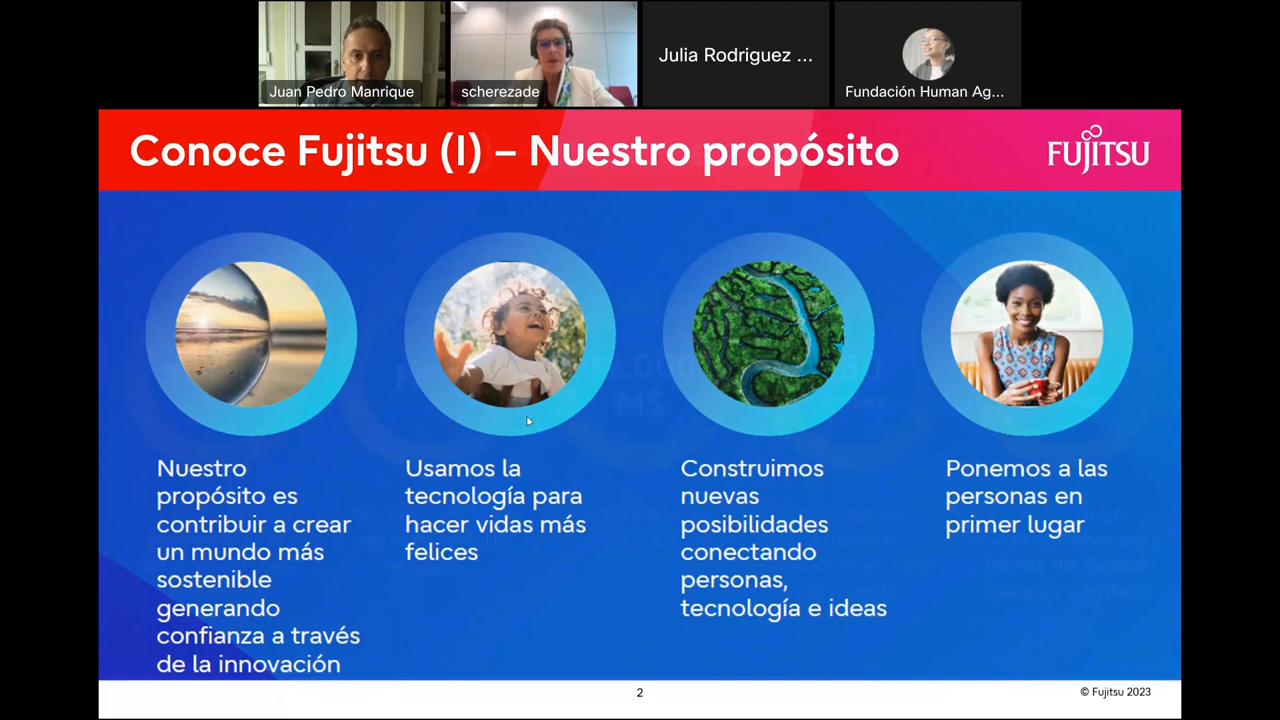 Juan Pedro Manrique
scherezade
Julia Rodriguez ...
Fundación Human Ag...
Conoce Fujitsu (I) – Nuestro propósito
FUJITSU
Nuestro
propósito es
contribuir a crear
un mundo más
sostenible
generando
confianza a través
de la innovación
Usamos la
tecnología para
hacer vidas más
felices
Construimos
nuevas
posibilidades
conectando
personas,
tecnología e ideas
Ponemos a las
personas en
primer lugar
2
© Fujitsu 2023